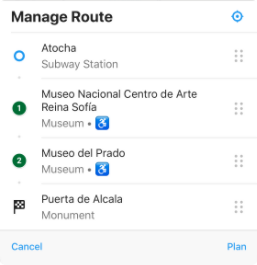 Manage Route
Atocha
Subway Station
1
Museo Nacional Centro de Arte
Reina Sofía
Museum • ♿
2
Museo del Prado
Museum • ♿
Puerta de Alcala
Monument
Cancel
Plan